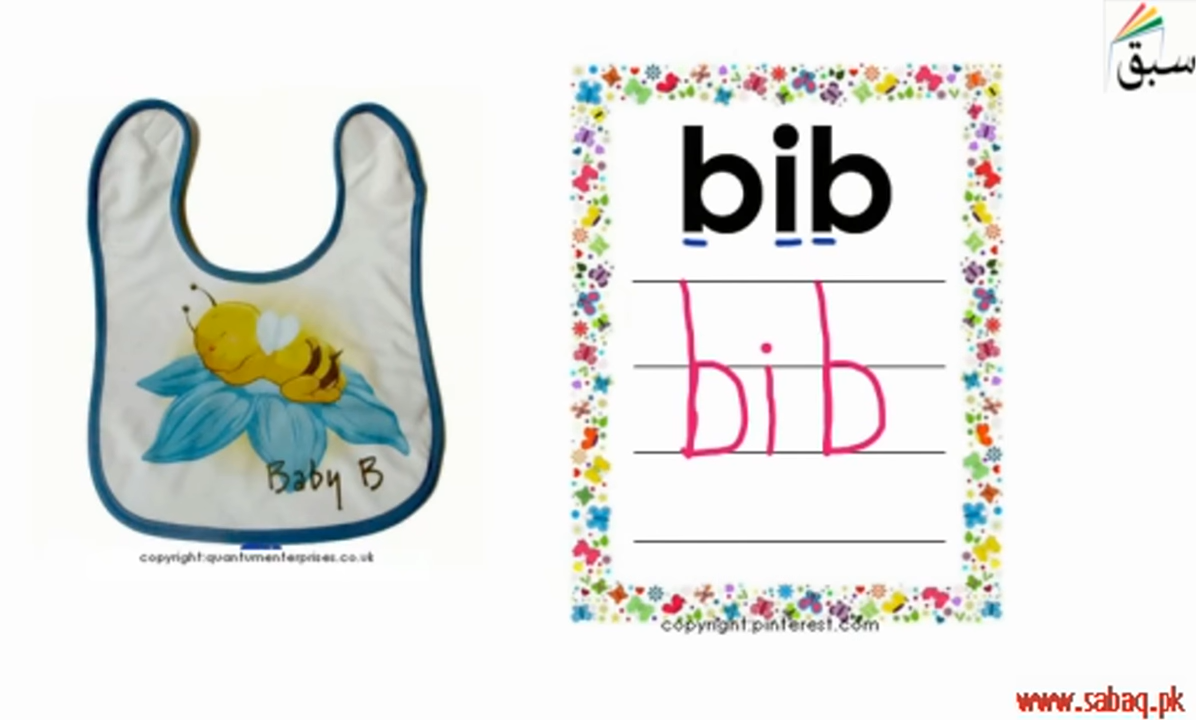 سبق
bib
bib
Baby B
copyright:quantumenterprises.co.uk
copyright:pinterest.com
www.sabaq.pk